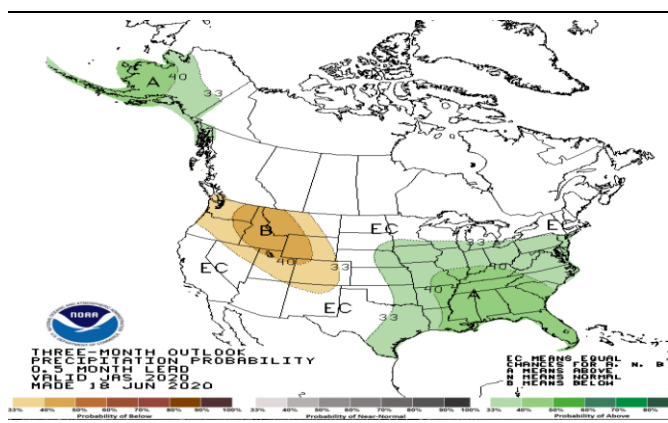 A
40
33
B
40
33
EC
EC
EC
EC
33
40
40
A
33
NOAA
THREE-MONTH OUTLOOK
PRECIPITATION PROBABILITY
0.5 MONTH LEAD
VALID JAS 2020
MADE 18 JUN 2020
EC MEANS EQUAL
CHANCES FOR A, N, B
A MEANS ABOVE
N MEANS NORMAL
B MEANS BELOW
33% 40% 50% 60% 70% 80% 90% 100%
Probability of Below
33% 40% 50% 60% 70% 80% 90% 100%
Probability of Near-Normal
33% 40% 50% 60% 70% 80% 90% 100%
Probability of Above